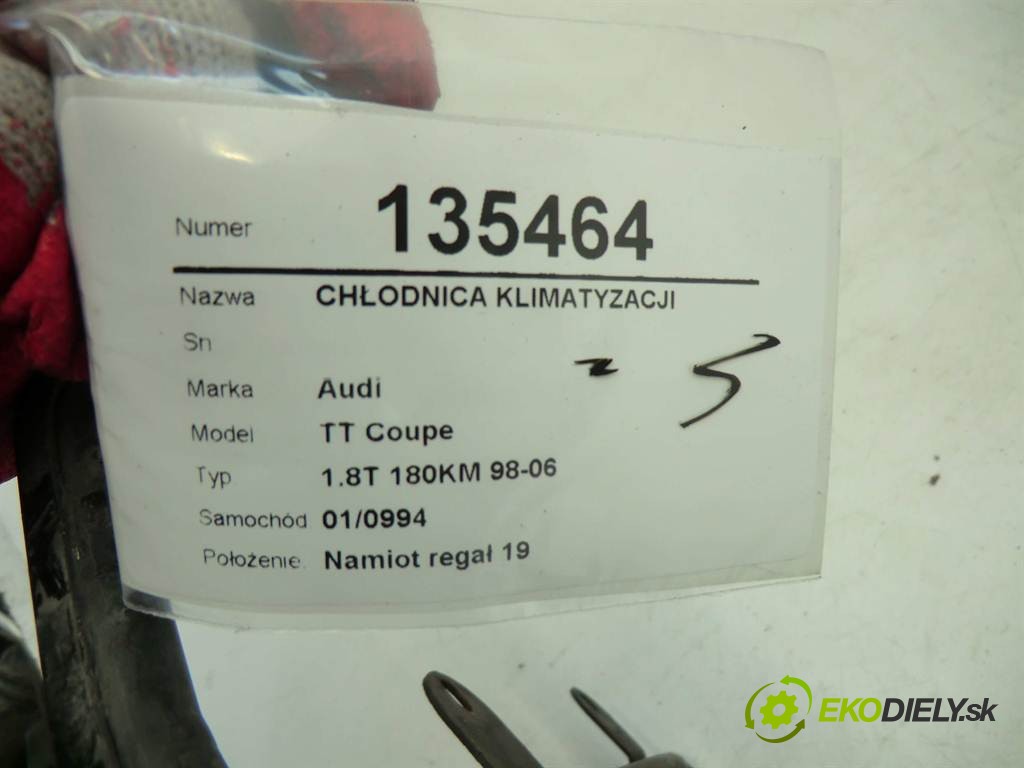 Numer 135464
Nazwa CHŁODNICA KLIMATYZACJI
Sn
Marka Audi
Model TT Coupe
Typ 1.8T 180KM 98-06
Samochód 01/0994
Położenie Namiot regał 19
EKODIELY.sk